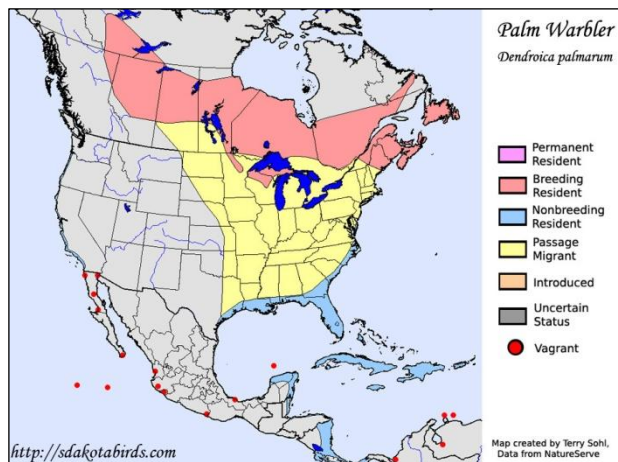 Palm Warbler
Dendroica palmarum
Permanent
Resident
Breeding
Resident
Nonbreeding
Resident
Passage
Migrant
Introduced
Uncertain
Status
Vagrant
Map created by Terry Sohl,
Data from NatureServe
http://sdakotabirds.com